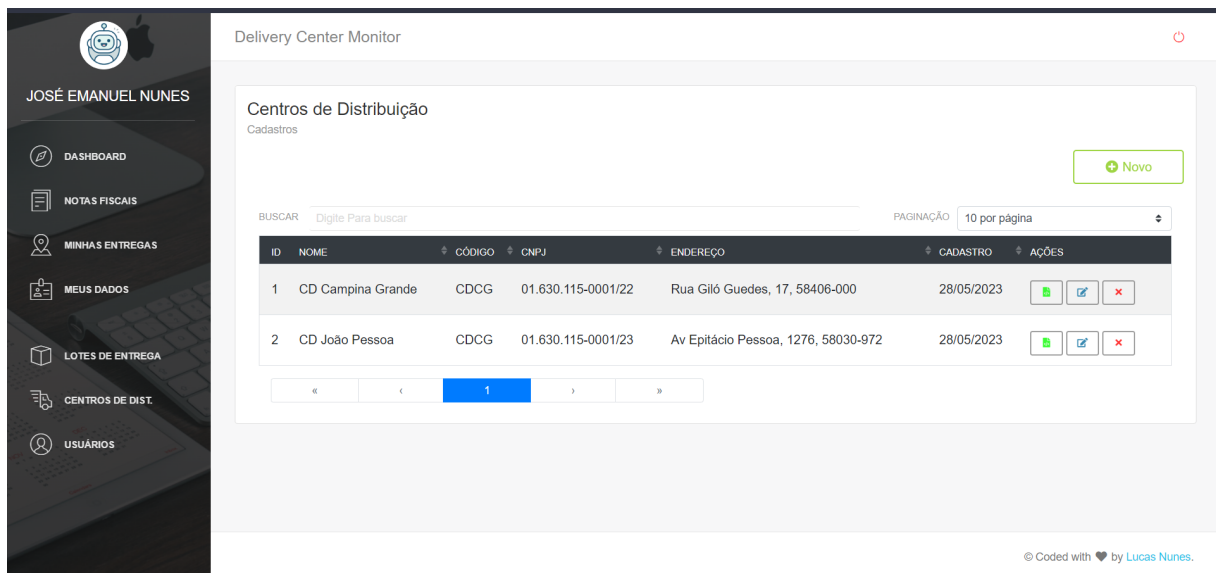 Delivery Center Monitor
JOSÉ EMANUEL NUNES
DASHBOARD
NOTAS FISCAIS
MINHAS ENTREGAS
MEUS DADOS
LOTES DE ENTREGA
CENTROS DE DIST.
USUÁRIOS
Centros de Distribuição
Cadastros
Novo
BUSCAR Digite Para buscar PAGINAÇÃO 10 por página
ID NOME CÓDIGO CNPJ ENDEREÇO CADASTRO AÇÕES
1 CD Campina Grande CDCG 01.630.115-0001/22 Rua Giló Guedes, 17, 58406-000 28/05/2023
2 CD João Pessoa CDCG 01.630.115-0001/23 Av Epitácio Pessoa, 1276, 58030-972 28/05/2023
« ‹ 1 › »
© Coded with ♥ by Lucas Nunes.